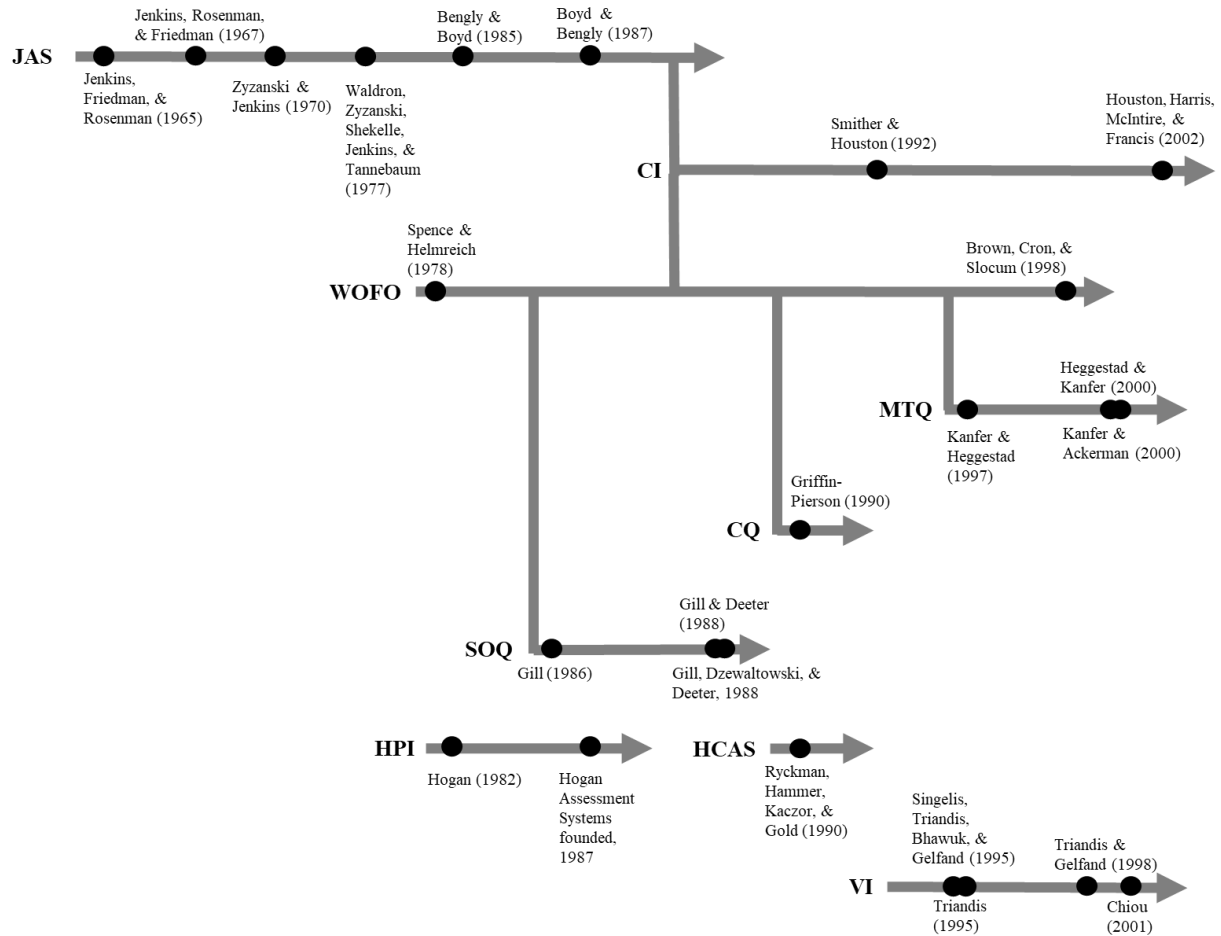 JAS
Jenkins, Rosenman,
& Friedman (1967)
Bengly &
Boyd (1985)
Boyd &
Bengly (1987)
Jenkins,
Friedman, &
Rosenman (1965)
Zyzanski &
Jenkins (1970)
Waldron,
Zyzanski,
Shekelle,
Jenkins, &
Tannebaum
(1977)
CI
Smither &
Houston (1992)
Houston, Harris,
McIntire, &
Francis (2002)
WOFO
Spence &
Helmreich
(1978)
Brown, Cron, &
Slocum (1998)
MTQ
Heggestad &
Kanfer (2000)
Kanfer &
Heggestad
(1997)
Kanfer &
Ackerman (2000)
CQ
Griffin-
Pierson (1990)
SOQ
Gill & Deeter
(1988)
Gill (1986)
Gill, Dzewaltowski, &
Deeter, 1988
HPI
Hogan (1982)
Hogan
Assessment
Systems
founded,
1987
HCAS
Ryckman,
Hammer,
Kaczor, &
Gold (1990)
VI
Singelis,
Triandis,
Bhawuk, &
Gelfand (1995)
Triandis &
Gelfand (1998)
Triandis
(1995)
Chiou
(2001)